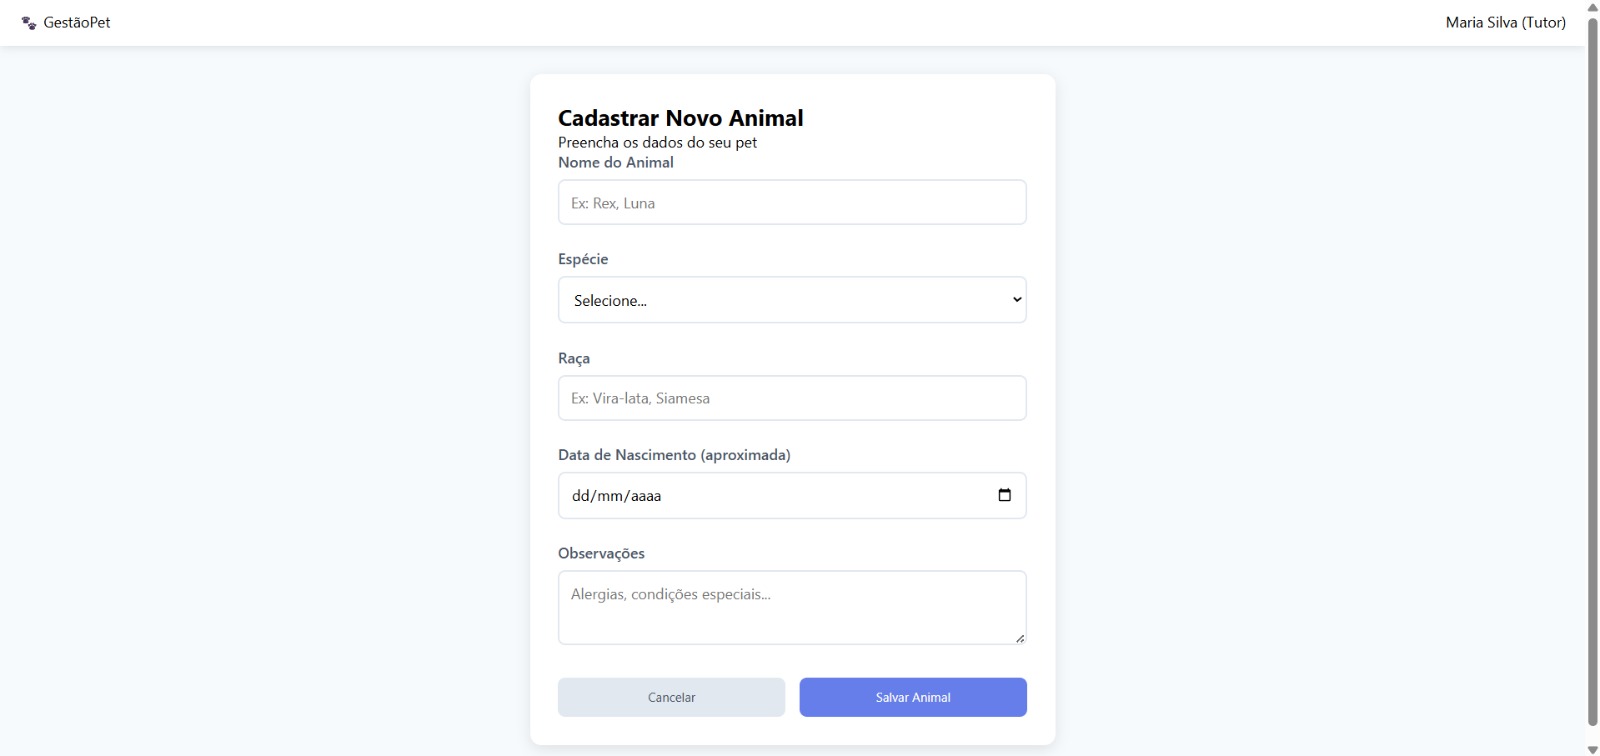 GestãoPet
Maria Silva (Tutor)
Cadastrar Novo Animal
Preencha os dados do seu pet
Nome do Animal
Ex: Rex, Luna
Espécie
Selecione...
Raça
Ex: Vira-lata, Siamesa
Data de Nascimento (aproximada)
dd/mm/aaaa
Observações
Alergias, condições especiais...
Cancelar
Salvar Animal